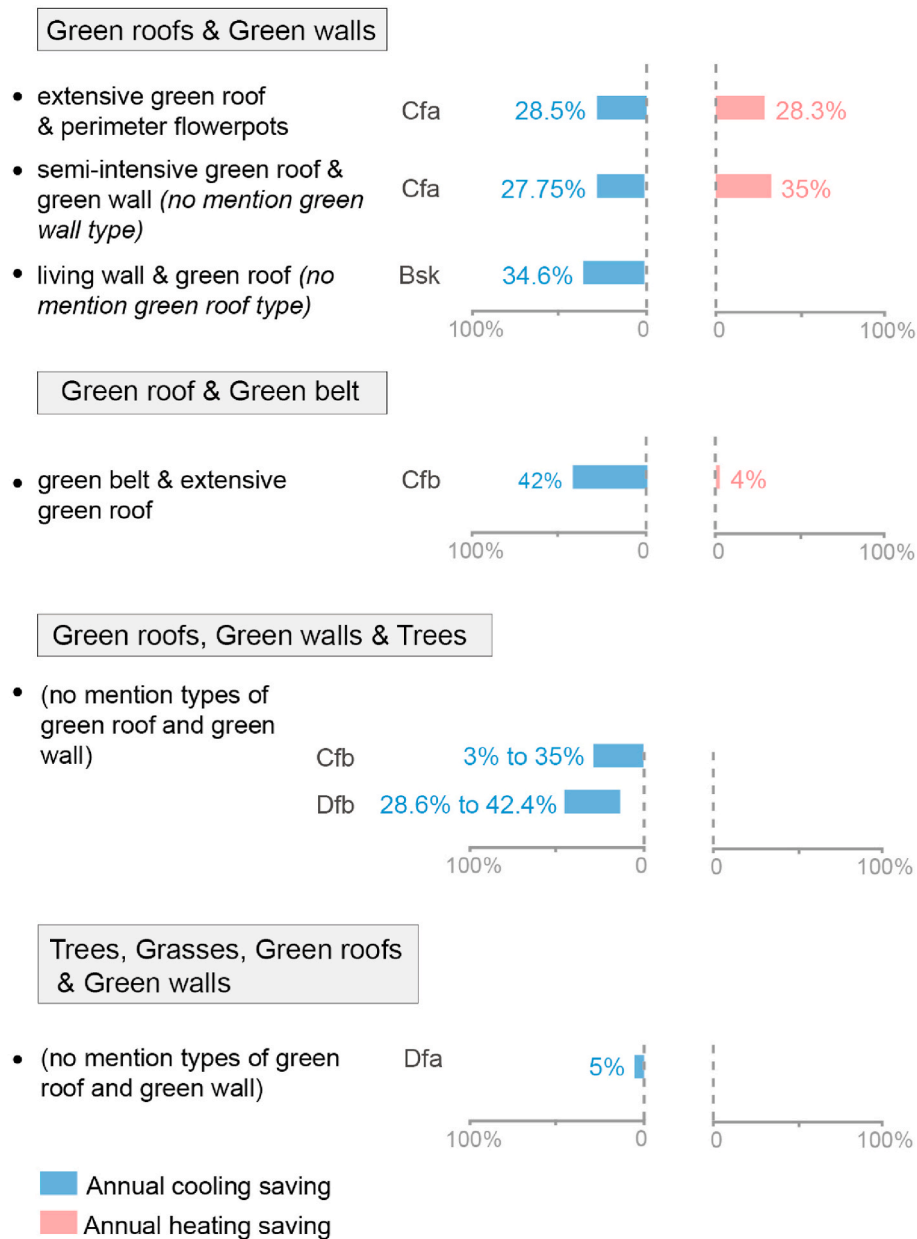 Green roofs & Green walls
• extensive green roof
& perimeter flowerpots
Cfa
28.5%
28.3%
• semi-intensive green roof &
green wall (no mention green
wall type)
Cfa
27.75%
35%
• living wall & green roof (no
mention green roof type)
Bsk
34.6%
100%
0
0
100%
Green roof & Green belt
• green belt & extensive
green roof
Cfb
42%
4%
100%
0
0
100%
Green roofs, Green walls & Trees
• (no mention types of
green roof and green
wall)
Cfb
3% to 35%
Dfb
28.6% to 42.4%
100%
0
0
100%
Trees, Grasses, Green roofs
& Green walls
• (no mention types of green
roof and green wall)
Dfa
5%
100%
0
0
100%
Annual cooling saving
Annual heating saving